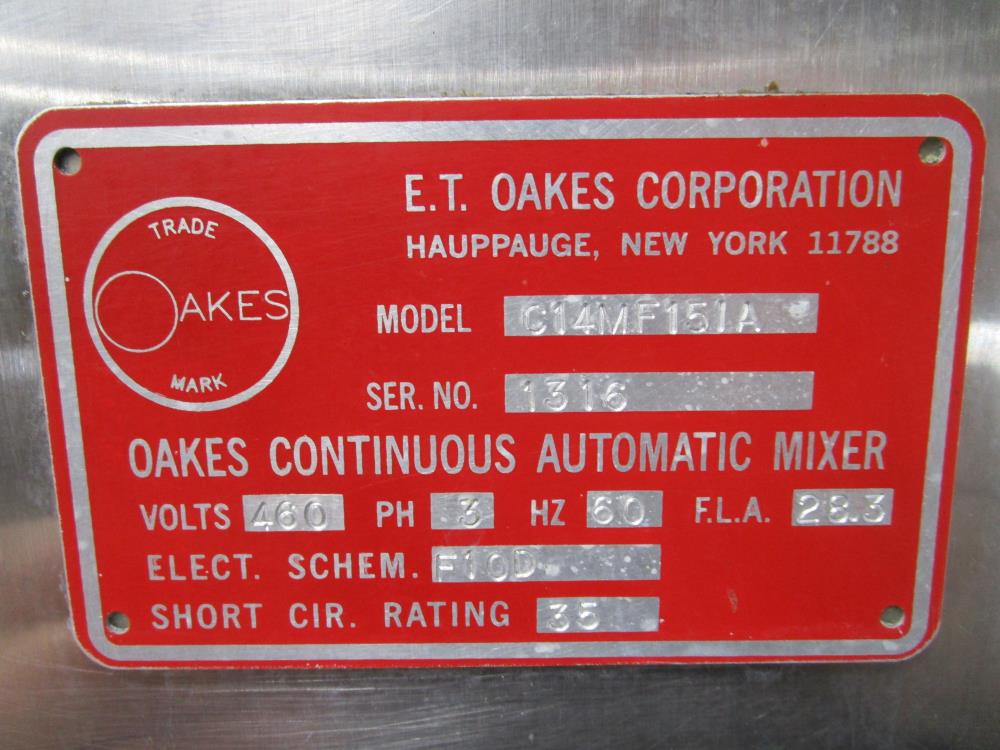 E.T. OAKES CORPORATION
HAUPPAUGE, NEW YORK 11788
TRADE
OAKES
MARK
MODEL C14MF151A
SER. NO. 1316
OAKES CONTINUOUS AUTOMATIC MIXER
VOLTS 460 PH 3 HZ 60 F.L.A. 28.3
ELECT. SCHEM. F10D
SHORT CIR. RATING 35